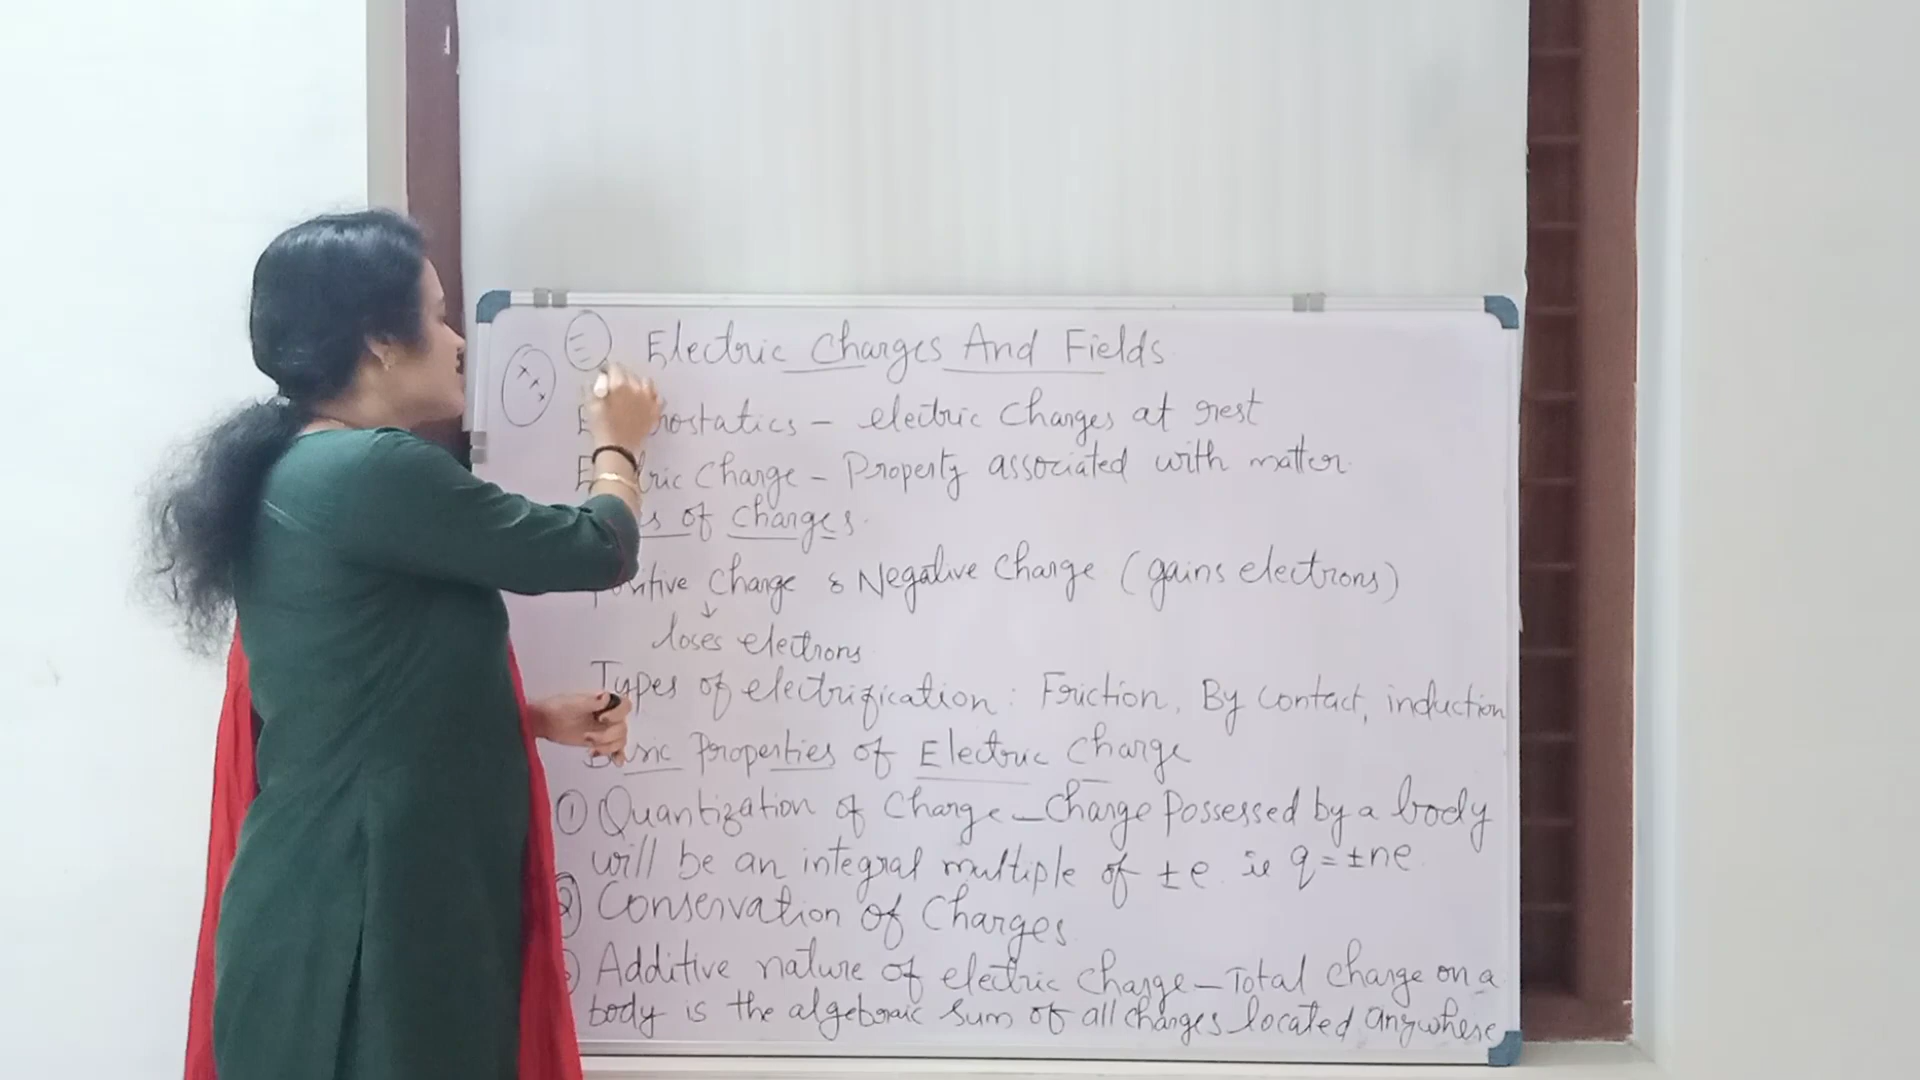 Electric Charges And Fields
rostatics - electric charges at rest
ric charge - Property associated with matter.
of charges.
itive charge & Negative charge (gains electrons)
↓
loses electrons
Types of electrification: Friction, By contact, induction
Basic properties of Electric charge
① Quantization of charge - charge possessed by a body
will be an integral multiple of ±e. ie q = ±ne
② Conservation of charges
Additive nature of electric charge - Total charge on a
body is the algebraic sum of all charges located anywhere